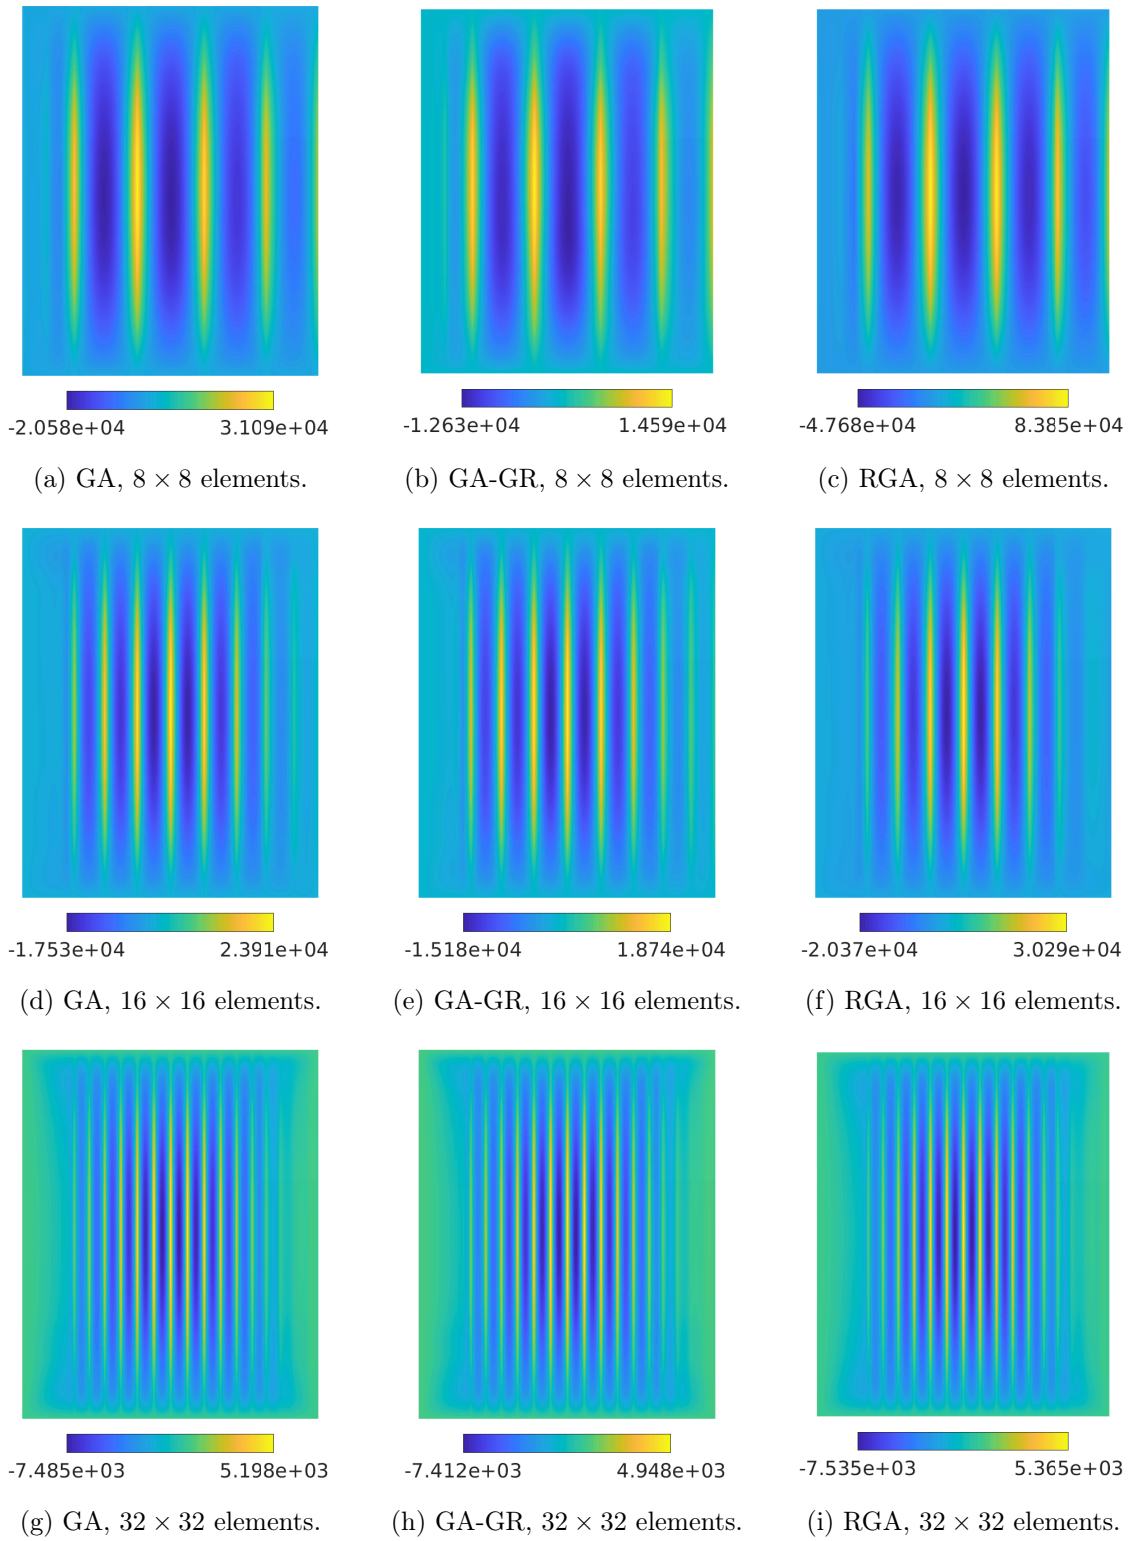 -2.058e+04 3.109e+04 -1.263e+04 1.459e+04 -4.768e+04 8.385e+04
(a) GA, 8 × 8 elements. (b) GA-GR, 8 × 8 elements. (c) RGA, 8 × 8 elements.
-1.753e+04 2.391e+04 -1.518e+04 1.874e+04 -2.037e+04 3.029e+04
(d) GA, 16 × 16 elements. (e) GA-GR, 16 × 16 elements. (f) RGA, 16 × 16 elements.
-7.485e+03 5.198e+03 -7.412e+03 4.948e+03 -7.535e+03 5.365e+03
(g) GA, 32 × 32 elements. (h) GA-GR, 32 × 32 elements. (i) RGA, 32 × 32 elements.